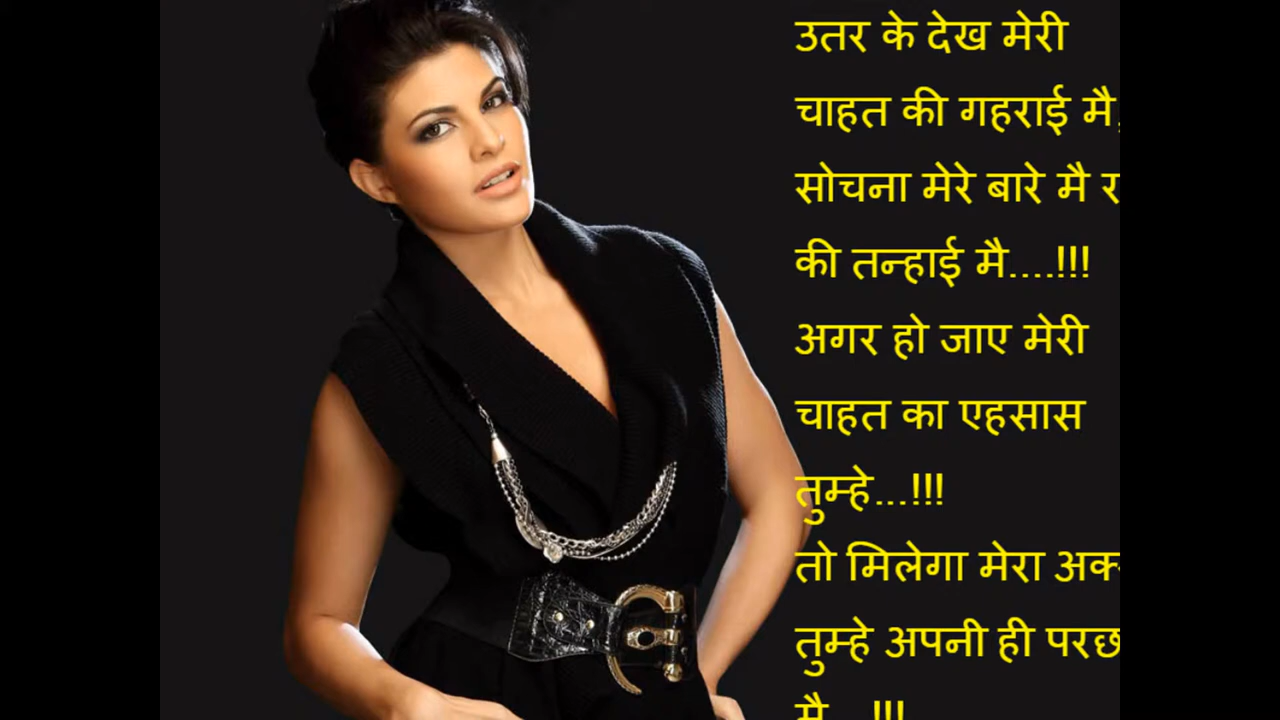 उतर के देख मेरी
चाहत की गहराई मै,
सोचना मेरे बारे मै
की तन्हाई मै....!!!
अगर हो जाए मेरी
चाहत का एहसास
तुम्हे...!!!
तो मिलेगा मेरा
तुम्हे अपनी ही
मै....!!!